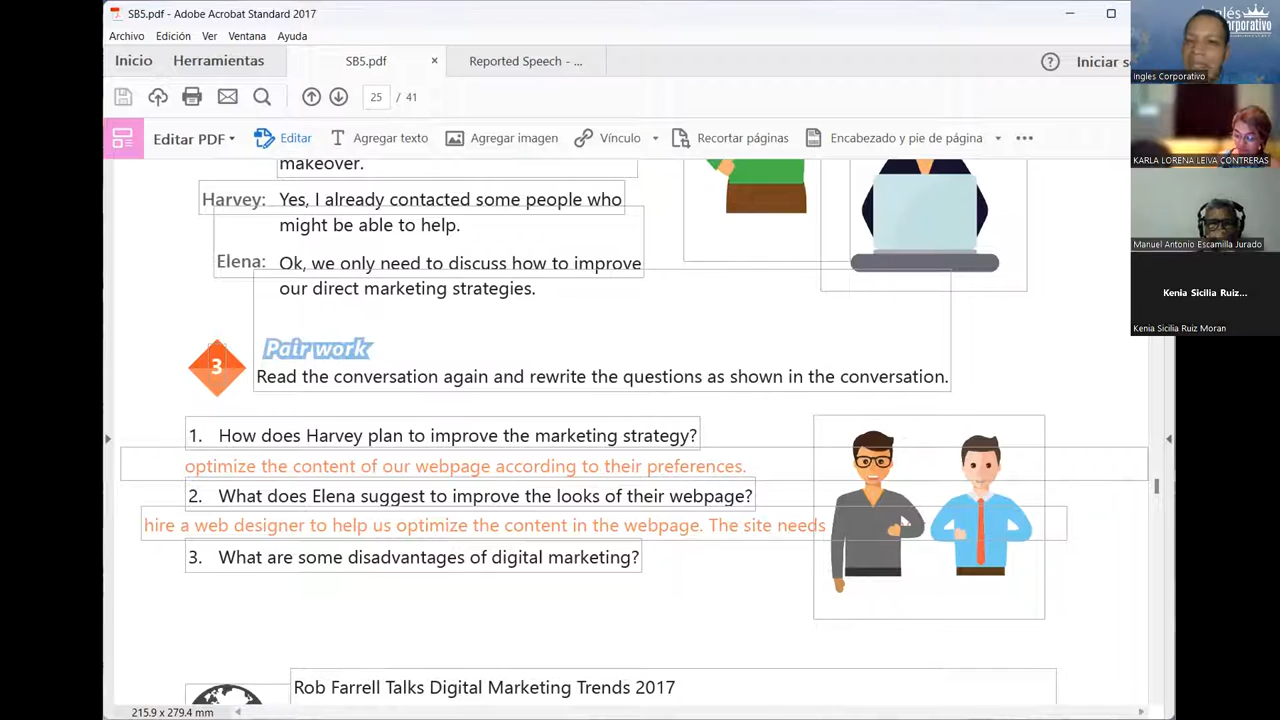 SB5.pdf - Adobe Acrobat Standard 2017
Archivo Edición Ver Ventana Ayuda
Inicio Herramientas SB5.pdf × Reported Speech - ... ? Iniciar se
25 / 41
Editar PDF Editar Agregar texto Agregar imagen Vínculo Recortar páginas Encabezado y pie de página ...
makeover.
Harvey: Yes, I already contacted some people who
might be able to help.
Elena: Ok, we only need to discuss how to improve
our direct marketing strategies.
3
Pair work
Read the conversation again and rewrite the questions as shown in the conversation.
1. How does Harvey plan to improve the marketing strategy?
optimize the content of our webpage according to their preferences.
2. What does Elena suggest to improve the looks of their webpage?
hire a web designer to help us optimize the content in the webpage. The site needs
3. What are some disadvantages of digital marketing?
Rob Farrell Talks Digital Marketing Trends 2017
215.9 x 279.4 mm
Ingles Corporativo
KARLA LORENA LEIVA CONTRERAS
Manuel Antonio Escamilla Jurado
Kenia Sicilia Ruiz...
Kenia Sicilia Ruiz Moran